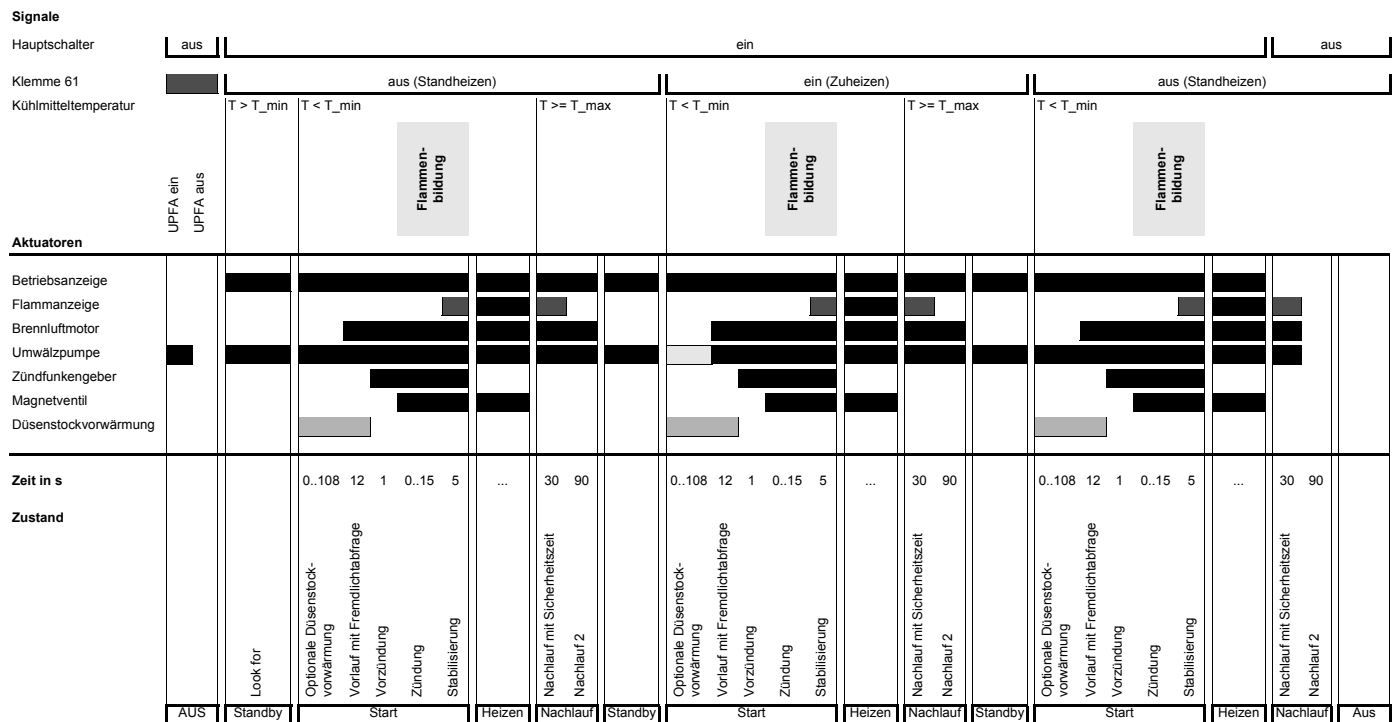 Signale
Hauptschalter aus ein aus
Klemme 61 aus (Standheizen) ein (Zuheizen) aus (Standheizen)
Kühlmitteltemperatur T > T_min T < T_min T >= T_max T < T_min T >= T_max T < T_min
UPFA ein
UPFA aus
Flammen-
bildung
Flammen-
bildung
Flammen-
bildung
Aktuatoren
Betriebsanzeige
Flammanzeige
Brennluftmotor
Umwälzpumpe
Zündfunkengeber
Magnetventil
Düsenstockvorwärmung
Zeit in s 0..108 12 1 0..15 5 ... 30 90 0..108 12 1 0..15 5 ... 30 90 0..108 12 1 0..15 5 ... 30 90
Zustand
Look for
Optionale Düsenstock-
vorwärmung
Vorlauf mit Fremdlichtabfrage
Vorzündung
Zündung
Stabilisierung
Nachlauf mit Sicherheitszeit
Nachlauf 2
Optionale Düsenstock-
vorwärmung
Vorlauf mit Fremdlichtabfrage
Vorzündung
Zündung
Stabilisierung
Nachlauf mit Sicherheitszeit
Nachlauf 2
Optionale Düsenstock-
vorwärmung
Vorlauf mit Fremdlichtabfrage
Vorzündung
Zündung
Stabilisierung
Nachlauf mit Sicherheitszeit
Nachlauf 2
AUS Standby Start Heizen Nachlauf Standby Start Heizen Nachlauf Standby Start Heizen Nachlauf Aus